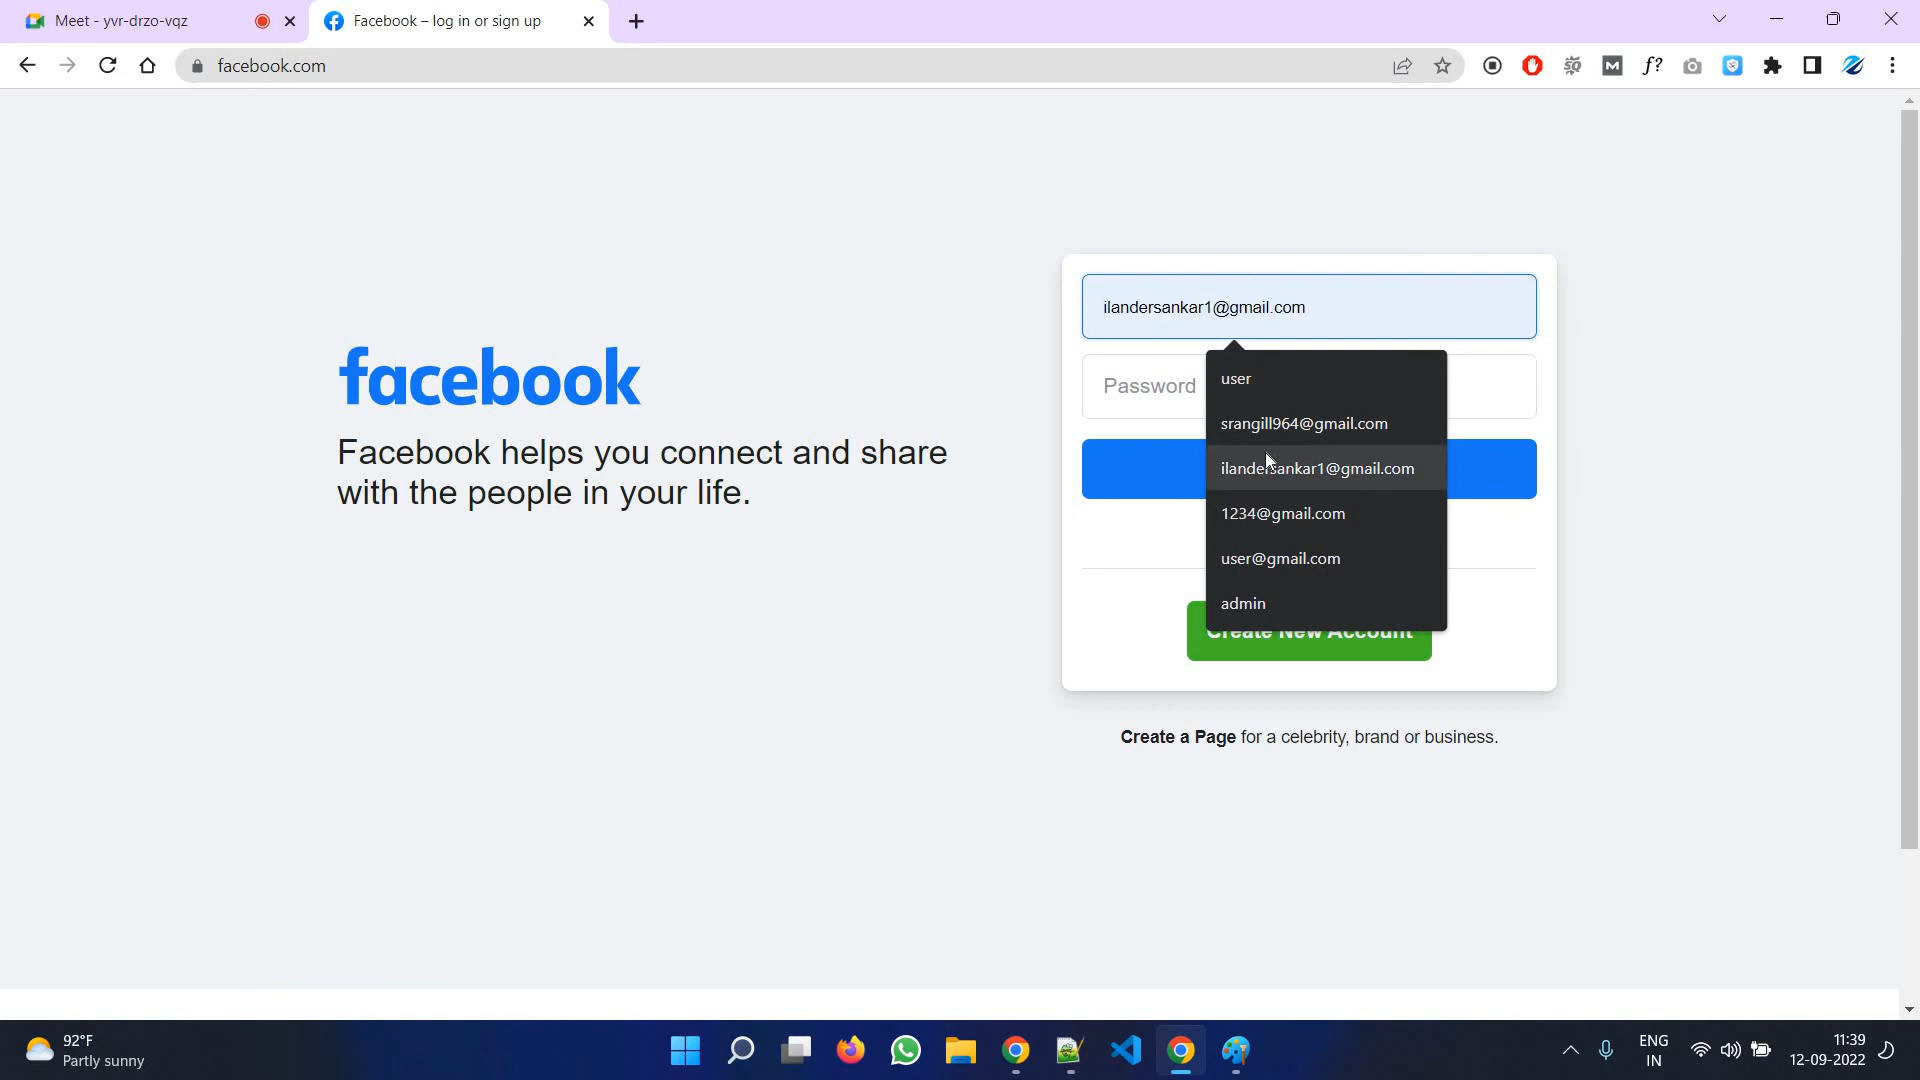 Meet - yvr-drzo-vqz
Facebook – log in or sign up
facebook.com
ilandersankar1@gmail.com
facebook
Facebook helps you connect and share
with the people in your life.
Password
user
srangill964@gmail.com
ilandersankar1@gmail.com
1234@gmail.com
user@gmail.com
admin
Create New Account
Create a Page for a celebrity, brand or business.
92°F
Partly sunny
ENG
IN
11:39
12-09-2022